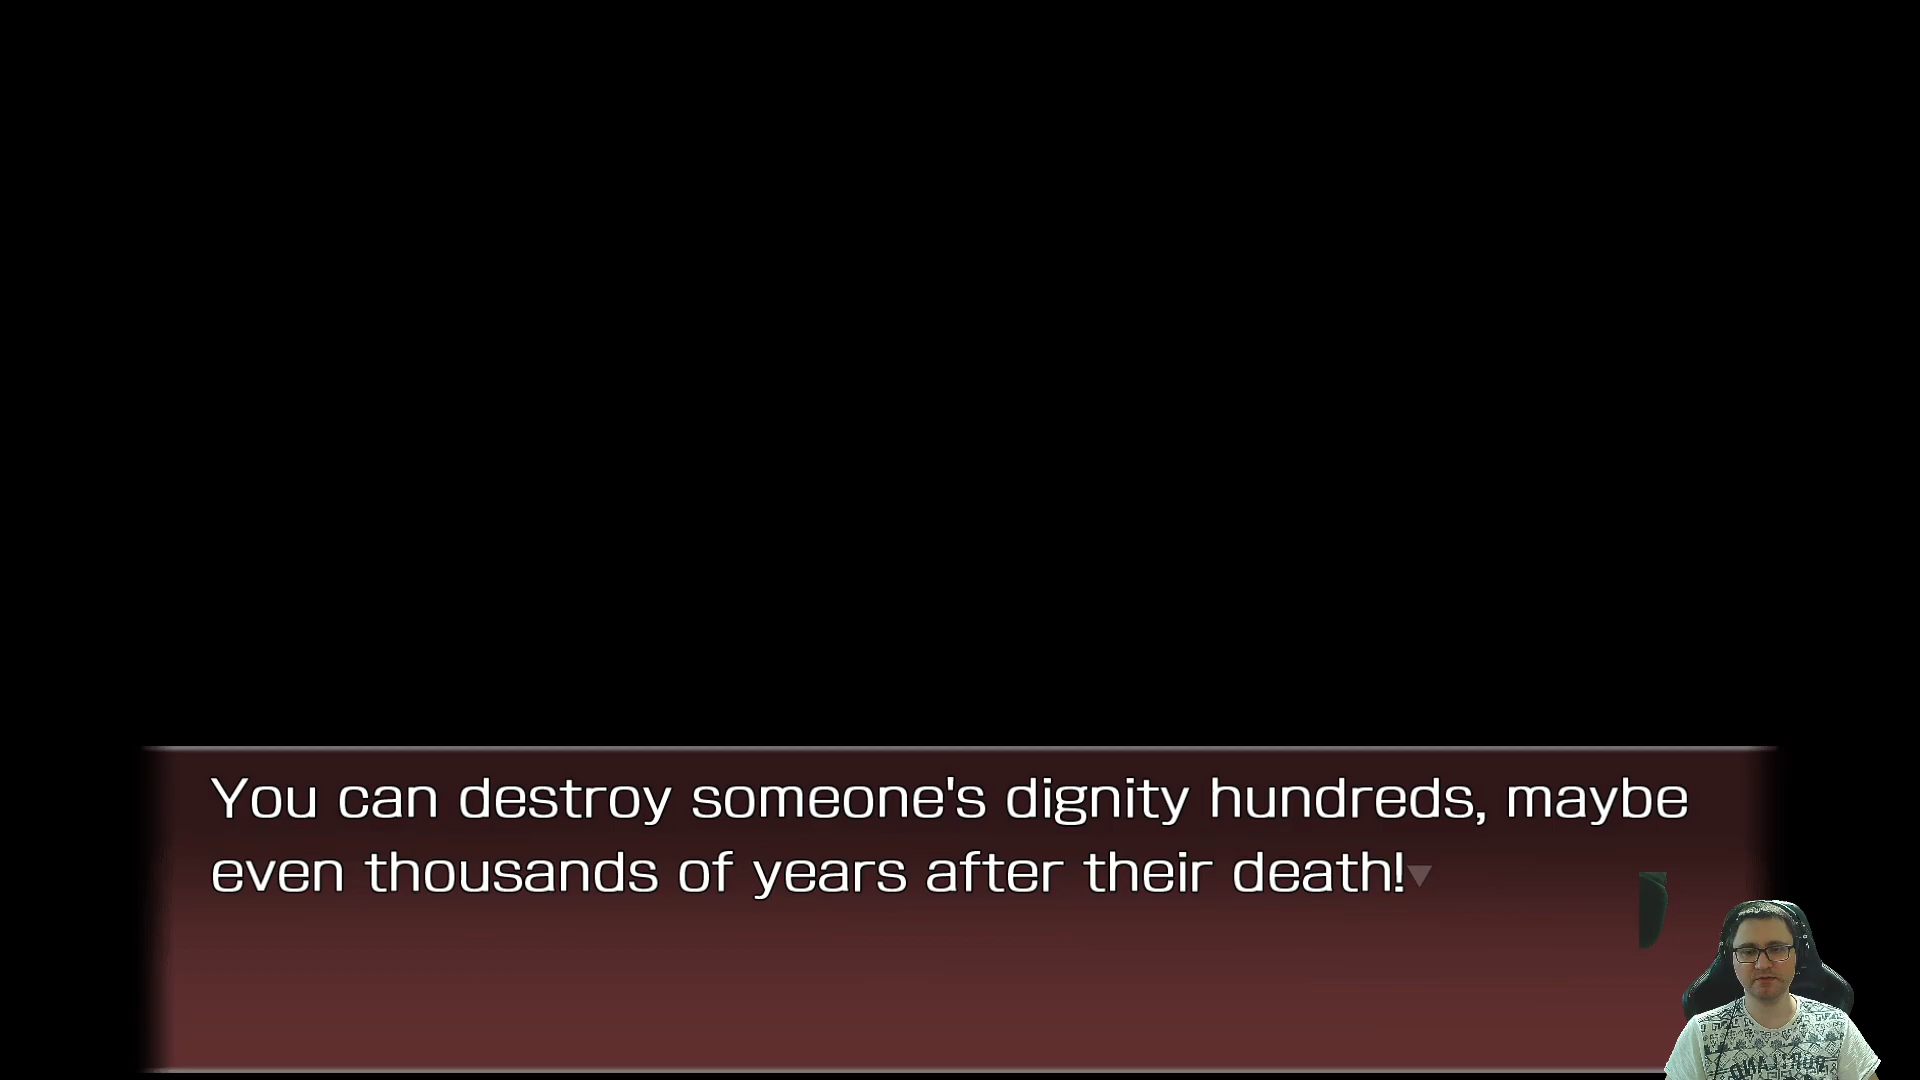 You can destroy someone's dignity hundreds, maybe
even thousands of years after their death!